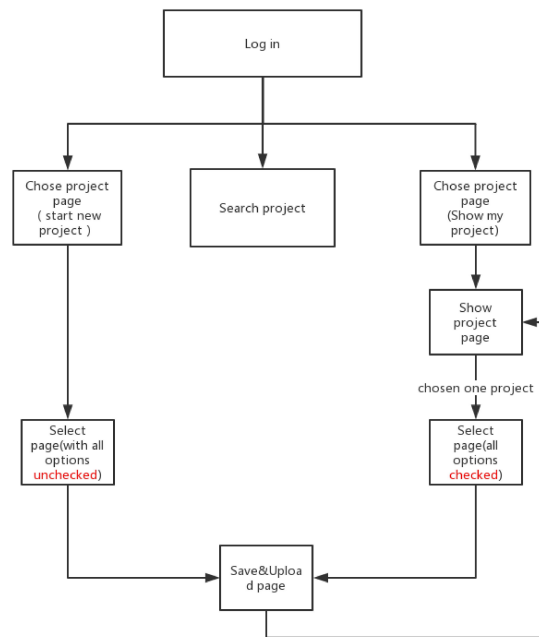 Log in
Chose project
page
( start new
project )
Search project
Chose project
page
(Show my
project)
Show
project
page
chosen one project
Select
page(with all
options
unchecked)
Select
page(all
options
checked)
Save&Uploa
d page